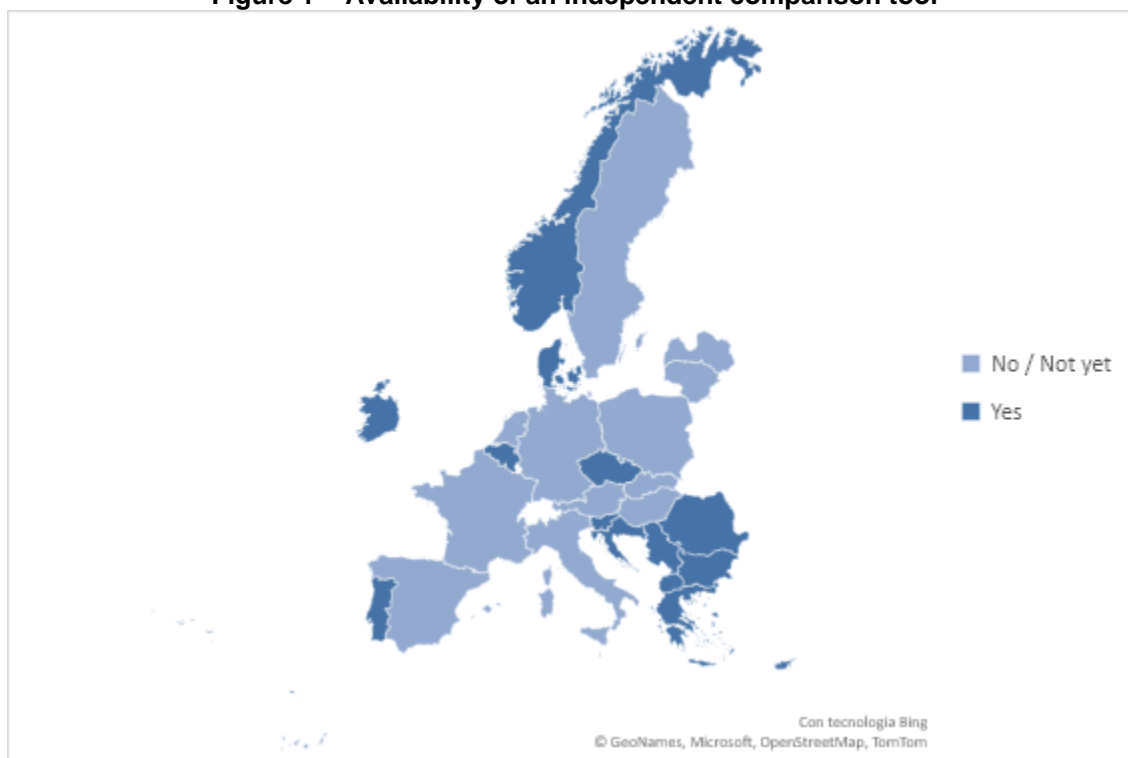 Figure 1 – Availability of an independent comparison tool
No / Not yet
Yes
Con tecnologia Bing
© GeoNames, Microsoft, OpenStreetMap, TomTom